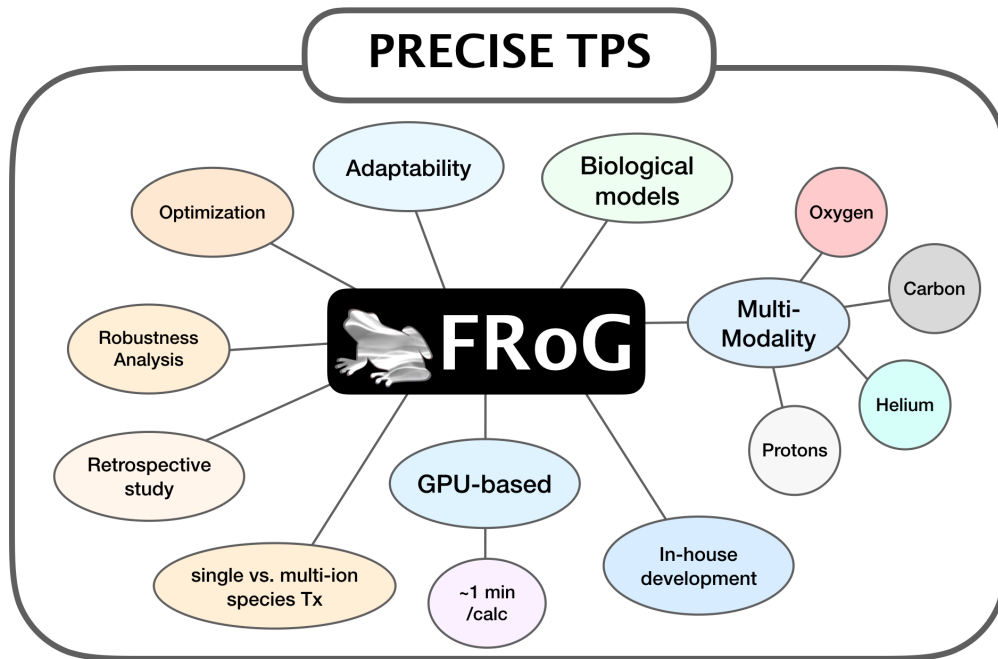 PRECISE TPS
Adaptability
Biological
models
Optimization
Oxygen
Carbon
Multi-
Modality
FRoG
Robustness
Analysis
Helium
Protons
Retrospective
study
GPU-based
In-house
development
single vs. multi-ion
species Tx
~1 min
/calc